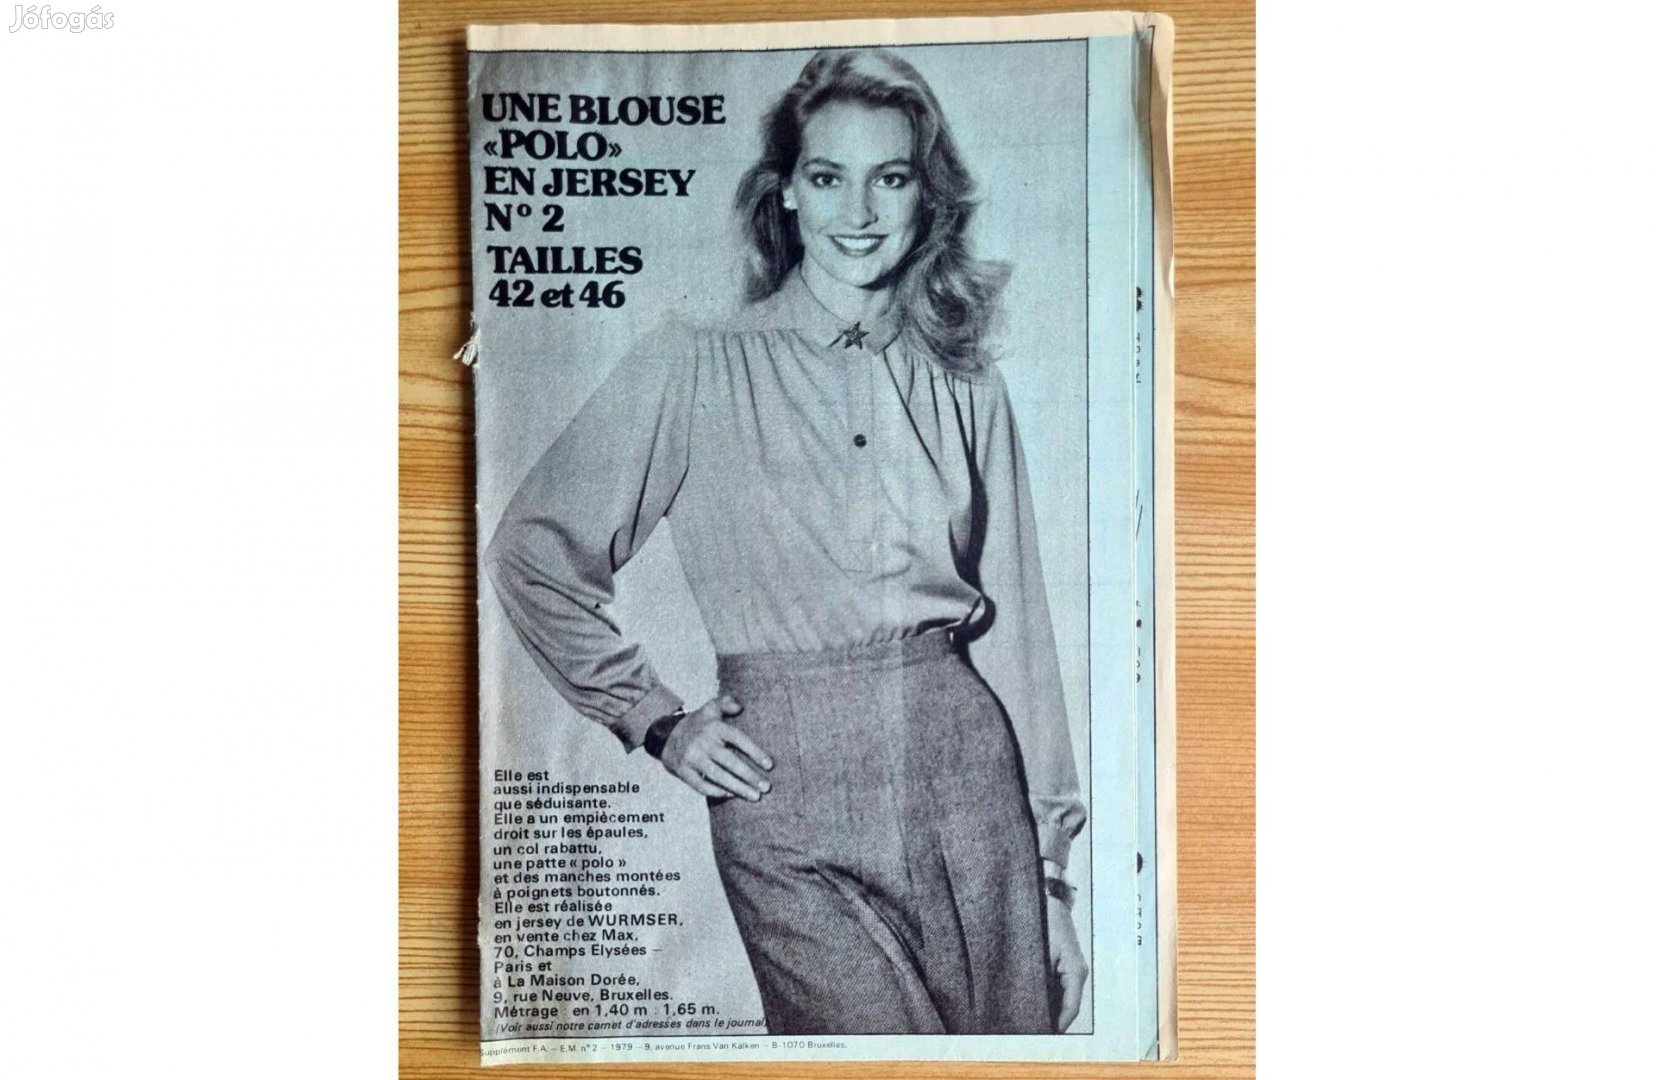 Jófogás
UNE BLOUSE
«POLO»
EN JERSEY
Nº 2
TAILLES
42 et 46
Elle est
aussi indispensable
que séduisante.
Elle a un empiècement
droit sur les épaules,
un col rabattu,
une patte « polo »
et des manches montées
à poignets boutonnés.
Elle est réalisée
en jersey de WURMSER,
en vente chez Max,
70, Champs Elysées –
Paris et
à La Maison Dorée,
9, rue Neuve, Bruxelles.
Métrage : en 1,40 m : 1,65 m.
(Voir aussi notre carnet d'adresses dans le journal)
Supplément F.A. – E.M. nº 2 – 1979 – 9, avenue Frans Van Kalken – B-1070 Bruxelles.